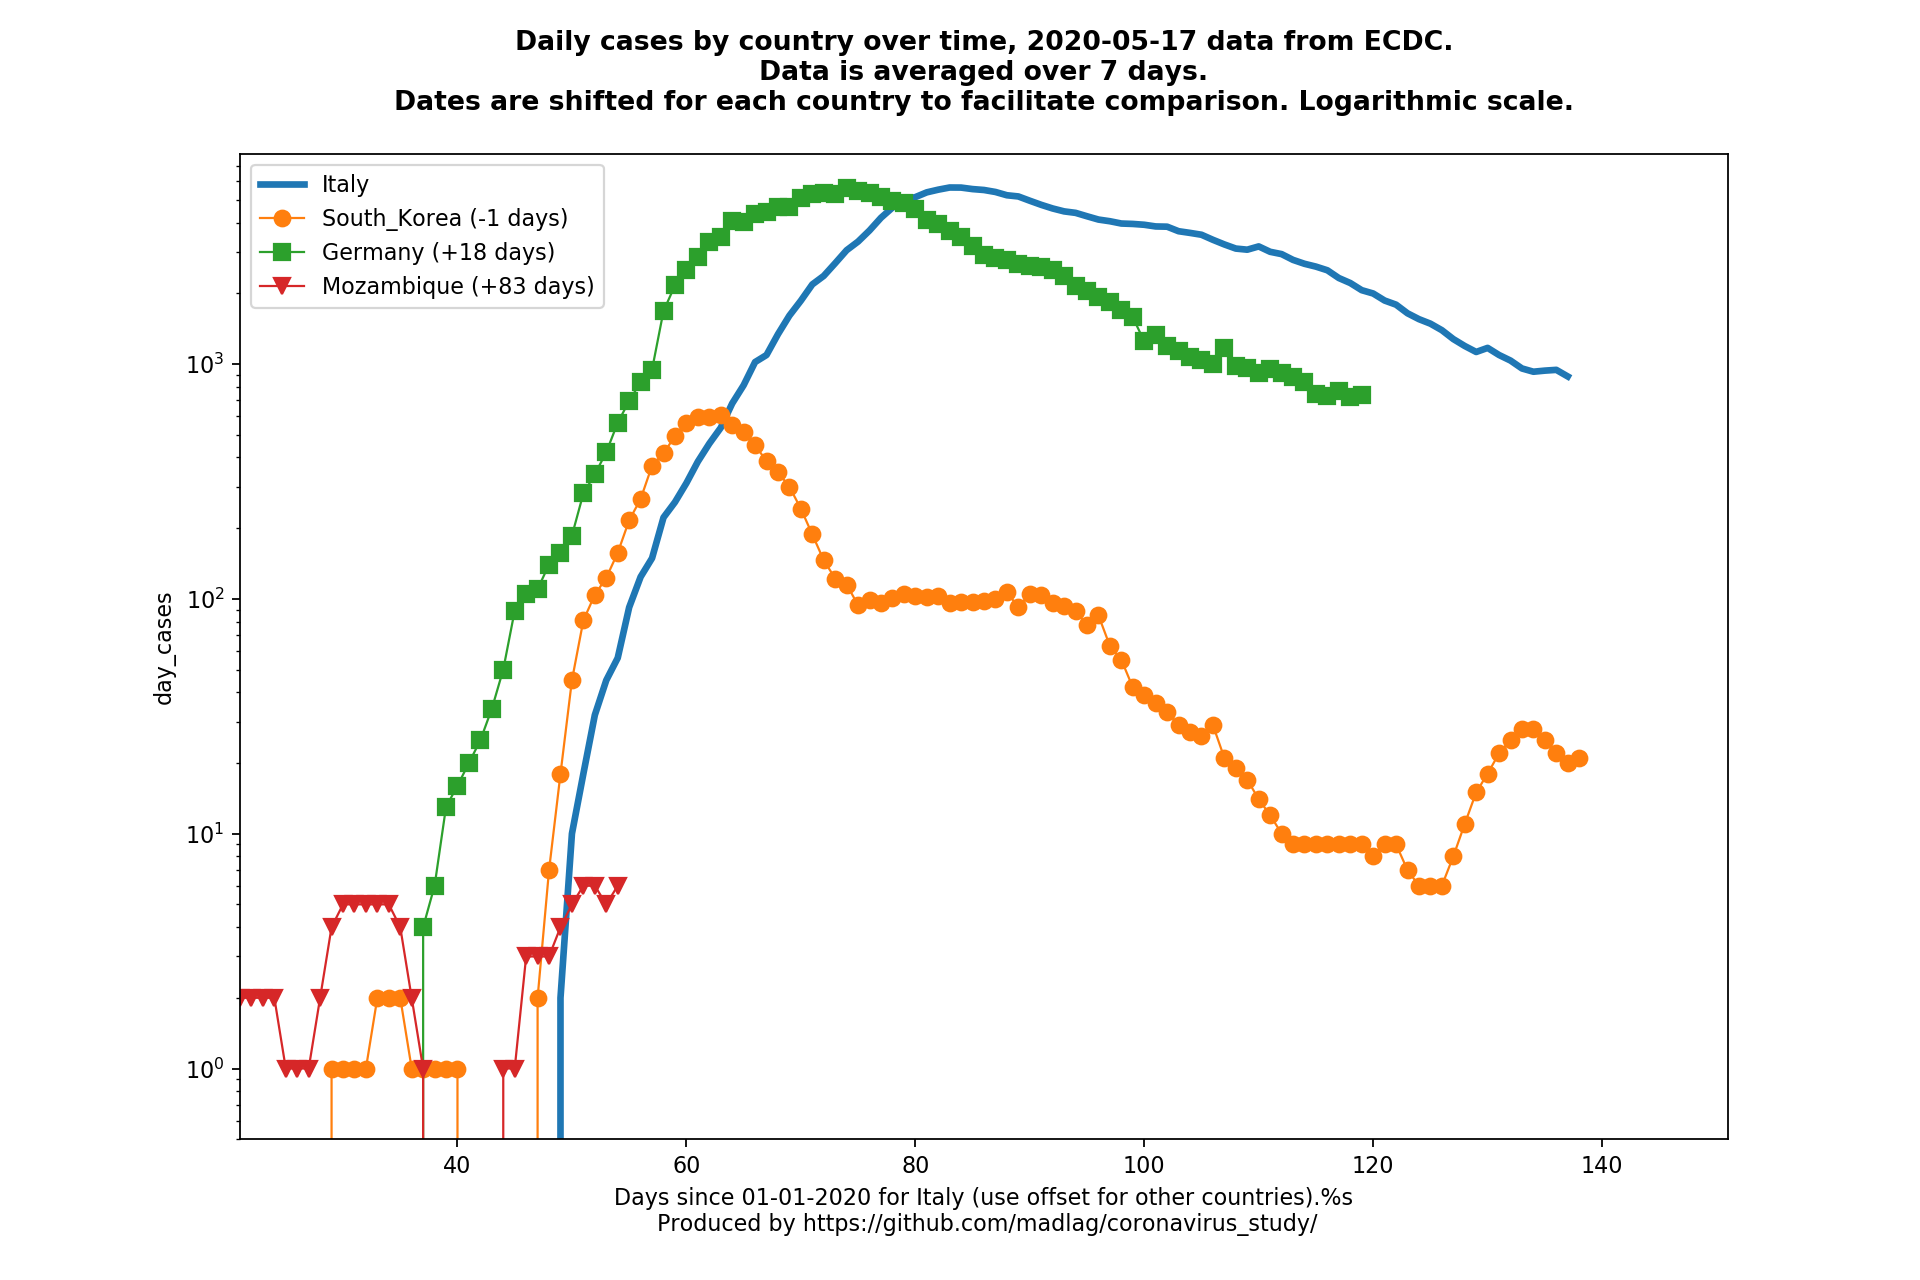 Daily cases by country over time, 2020-05-17 data from ECDC.
Data is averaged over 7 days.
Dates are shifted for each country to facilitate comparison. Logarithmic scale.
Italy
South_Korea (-1 days)
Germany (+18 days)
Mozambique (+83 days)
10³
10²
10¹
10⁰
day_cases
40 60 80 100 120 140
Days since 01-01-2020 for Italy (use offset for other countries).%s
Produced by https://github.com/madlag/coronavirus_study/